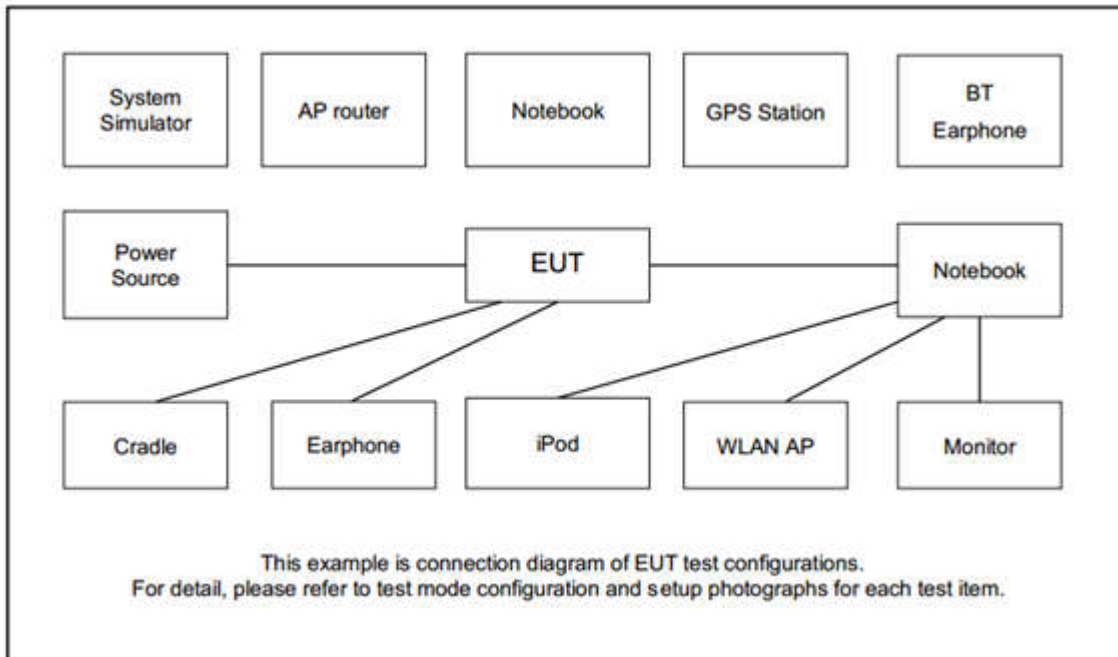 System
Simulator
AP router
Notebook
GPS Station
BT
Earphone
Power
Source
EUT
Notebook
Cradle
Earphone
iPod
WLAN AP
Monitor
This example is connection diagram of EUT test configurations.
For detail, please refer to test mode configuration and setup photographs for each test item.